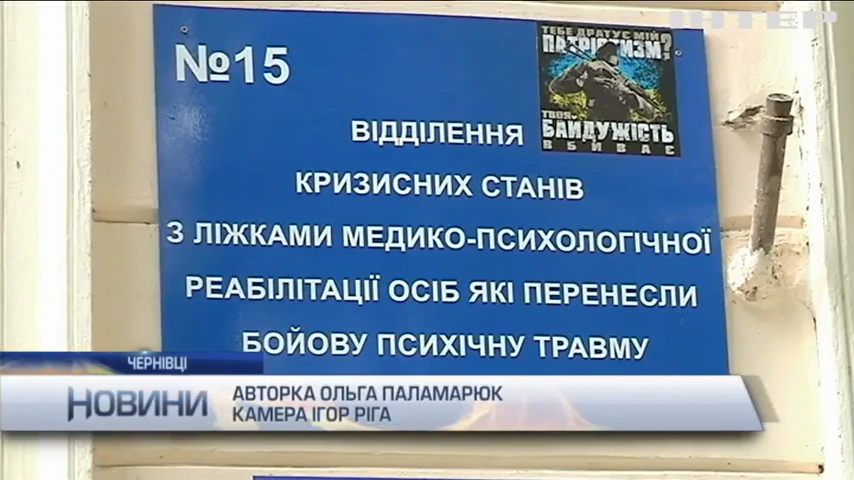 ІНТЕР
№15
ТЕБЕ ДРАТУЄ МІЙ
ПАТРІОТИЗМ?
ТВОЯ
БАЙДУЖІСТЬ
ВБИВАЄ
ВІДДІЛЕННЯ
КРИЗИСНИХ СТАНІВ
З ЛІЖКАМИ МЕДИКО-ПСИХОЛОГІЧНОЇ
РЕАБІЛІТАЦІЇ ОСІБ ЯКІ ПЕРЕНЕСЛИ
БОЙОВУ ПСИХІЧНУ ТРАВМУ
ЧЕРНІВЦІ
НОВИНИ
АВТОРКА ОЛЬГА ПАЛАМАРЮК
КАМЕРА ІГОР РІГА